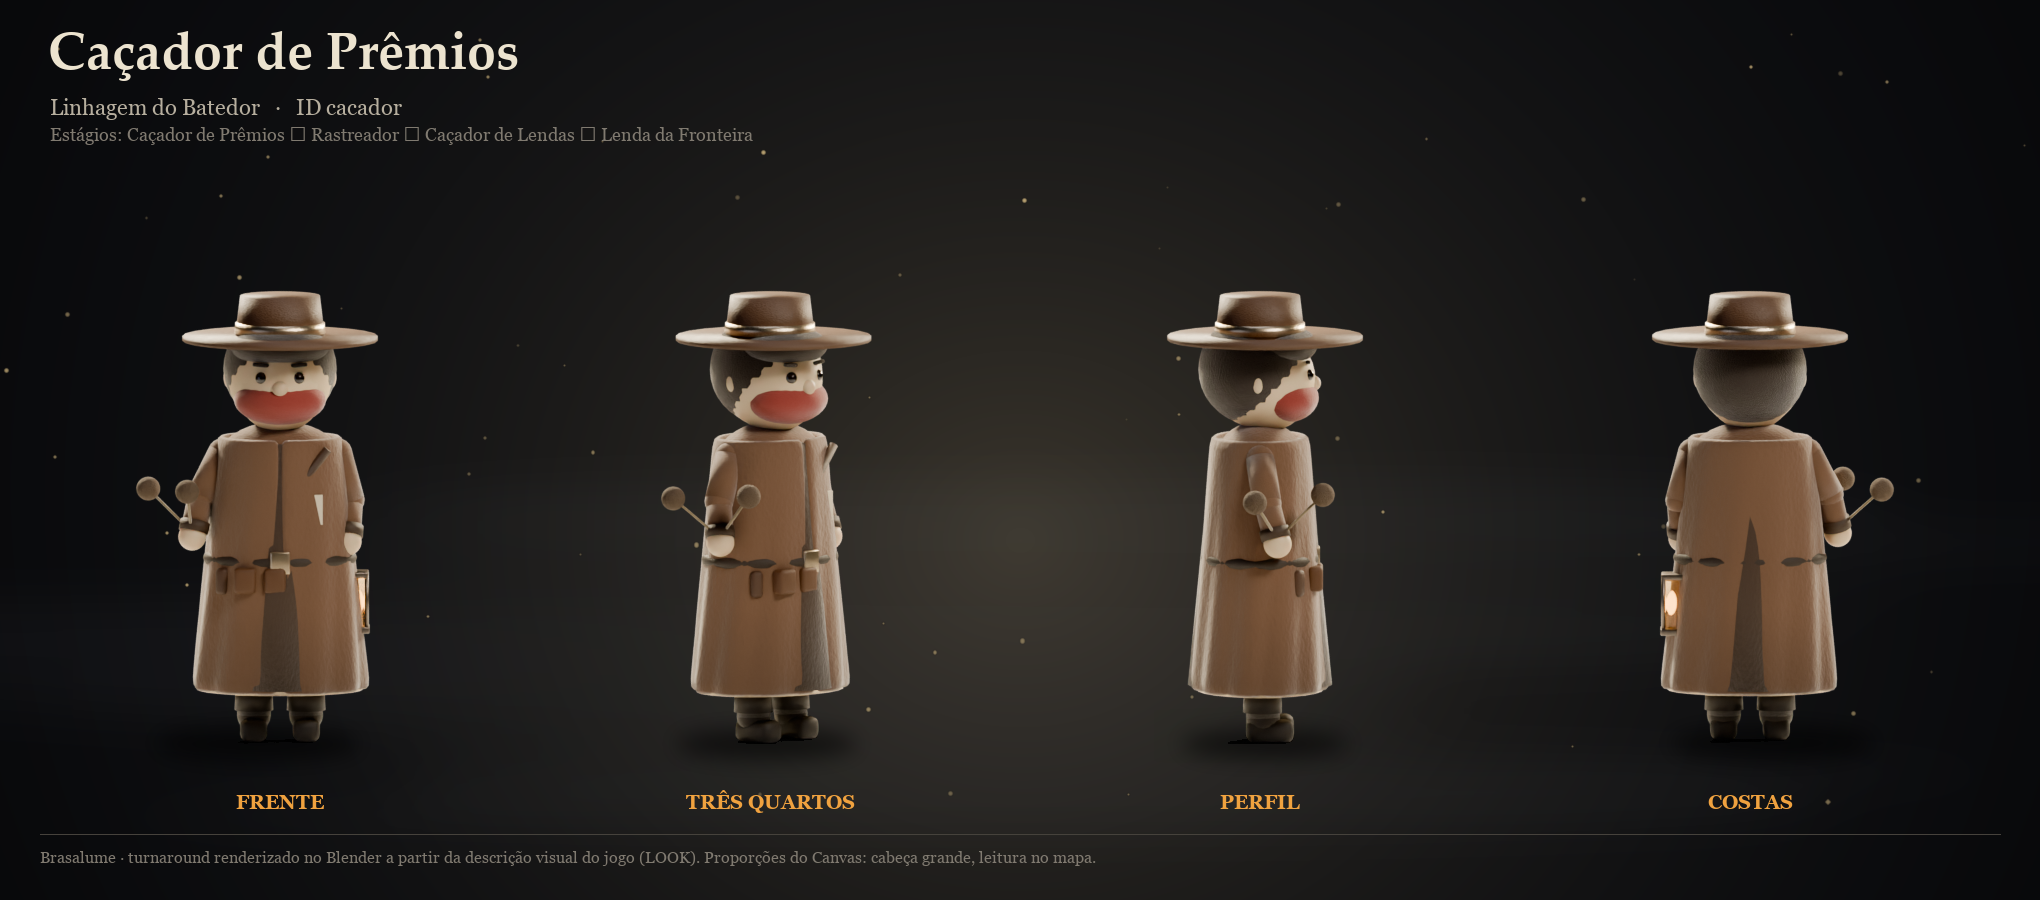 Caçador de Prêmios
Linhagem do Batedor · ID cacador
Estágios: Caçador de Prêmios □ Rastreador □ Caçador de Lendas □ Lenda da Fronteira
FRENTE
TRÊS QUARTOS
PERFIL
COSTAS
Brasalume · turnaround renderizado no Blender a partir da descrição visual do jogo (LOOK). Proporções do Canvas: cabeça grande, leitura no mapa.